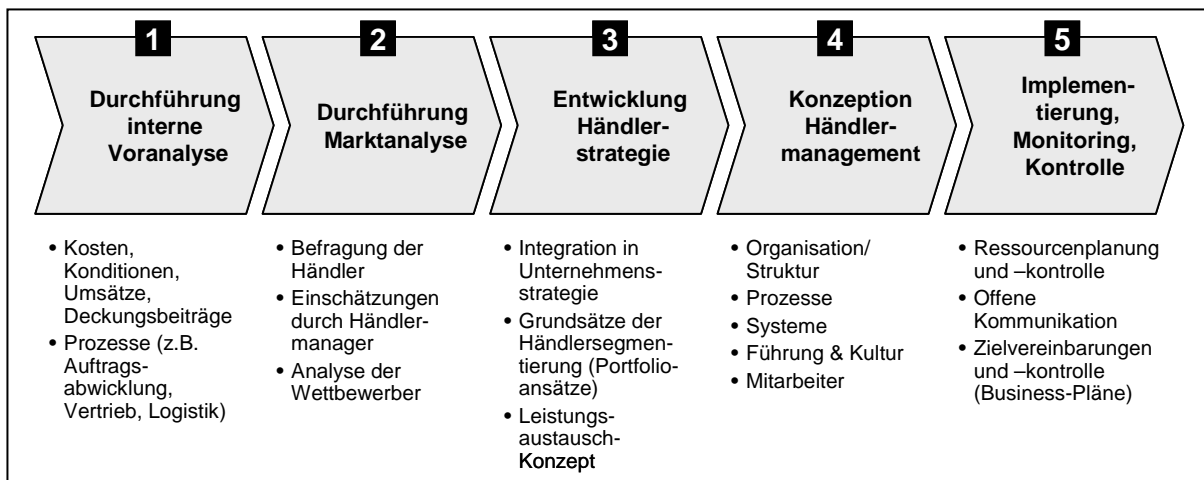 1
Durchführung
interne
Voranalyse
• Kosten,
Konditionen,
Umsätze,
Deckungsbeiträge
• Prozesse (z.B.
Auftrags-
abwicklung,
Vertrieb, Logistik)
2
Durchführung
Marktanalyse
• Befragung der
Händler
• Einschätzungen
durch Händler-
manager
• Analyse der
Wettbewerber
3
Entwicklung
Händler-
strategie
• Integration in
Unternehmens-
strategie
• Grundsätze der
Händlersegmen-
tierung (Portfolio-
ansätze)
• Leistungs-
austausch-
Konzept
4
Konzeption
Händler-
management
• Organisation/
Struktur
• Prozesse
• Systeme
• Führung & Kultur
• Mitarbeiter
5
Implemen-
tierung,
Monitoring,
Kontrolle
• Ressourcenplanung
und –kontrolle
• Offene
Kommunikation
• Zielvereinbarungen
und –kontrolle
(Business-Pläne)